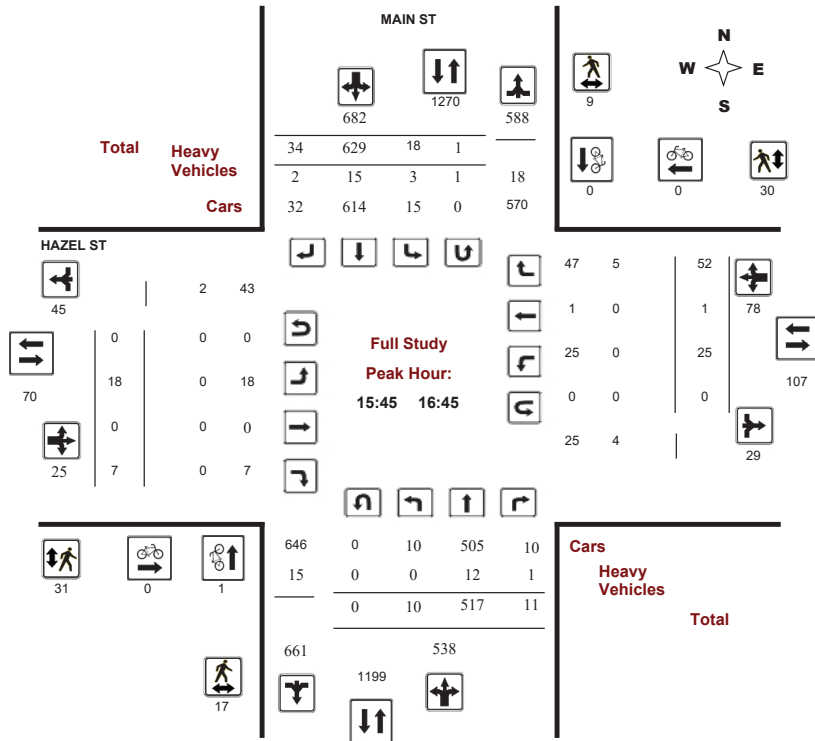 MAIN ST
N
W E
S
1270
9
682
588
Total
Heavy
Vehicles
Cars
34 629 18 1
2 15 3 1 18
32 614 15 0 570
0 0 30
HAZEL ST
45
2 43
47 5 52
78
0 0 0
1 0 1
70
18 0 18
25 0 25
107
0 0 0
0 0 0
25
7 0 7
25 4
29
Full Study
Peak Hour:
15:45 16:45
646 0 10 505 10
15 0 0 12 1
0 10 517 11
Cars
Heavy
Vehicles
Total
31 0 1
661 538
1199
17